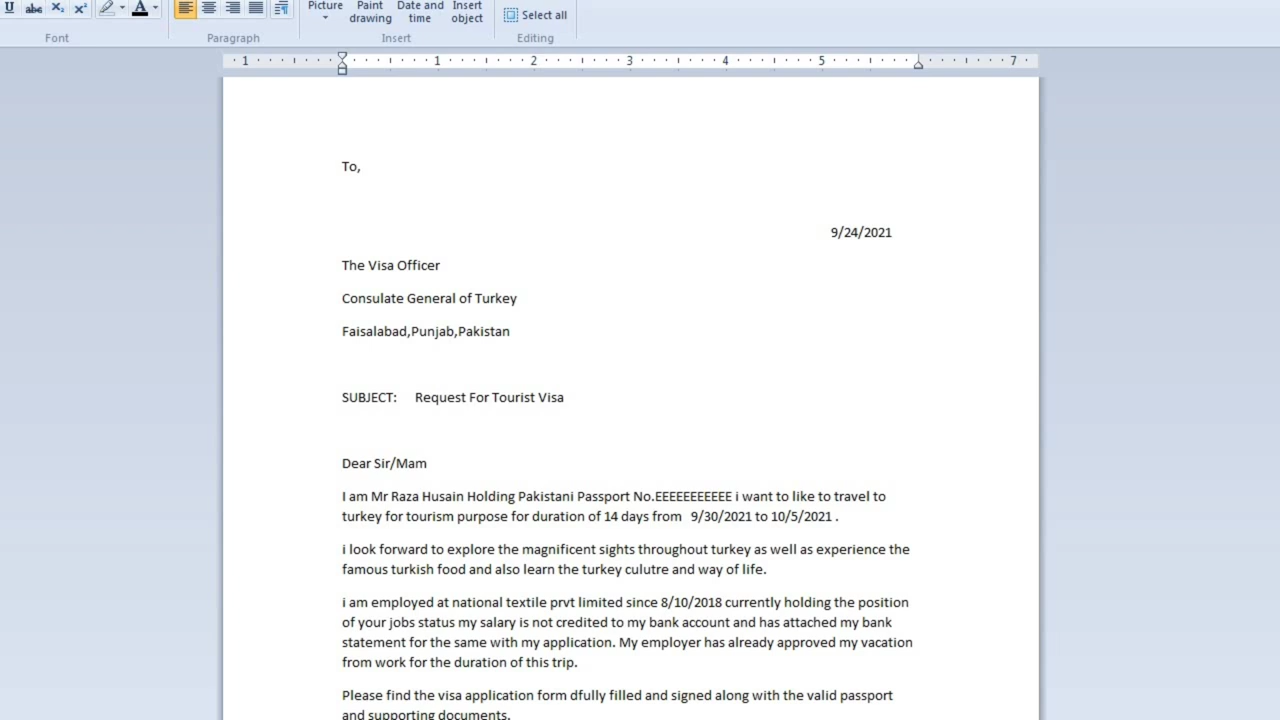 U abc X₂ X² A Picture Paint drawing Date and time Insert object Select all
Font Paragraph Insert Editing
1 1 2 3 4 5 7
To,
9/24/2021
The Visa Officer
Consulate General of Turkey
Faisalabad,Punjab,Pakistan
SUBJECT: Request For Tourist Visa
Dear Sir/Mam
I am Mr Raza Husain Holding Pakistani Passport No.EEEEEEEEEEE i want to like to travel to
turkey for tourism purpose for duration of 14 days from 9/30/2021 to 10/5/2021 .
i look forward to explore the magnificent sights throughout turkey as well as experience the
famous turkish food and also learn the turkey culutre and way of life.
i am employed at national textile prvt limited since 8/10/2018 currently holding the position
of your jobs status my salary is not credited to my bank account and has attached my bank
statement for the same with my application. My employer has already approved my vacation
from work for the duration of this trip.
Please find the visa application form dfully filled and signed along with the valid passport
and supporting documents.